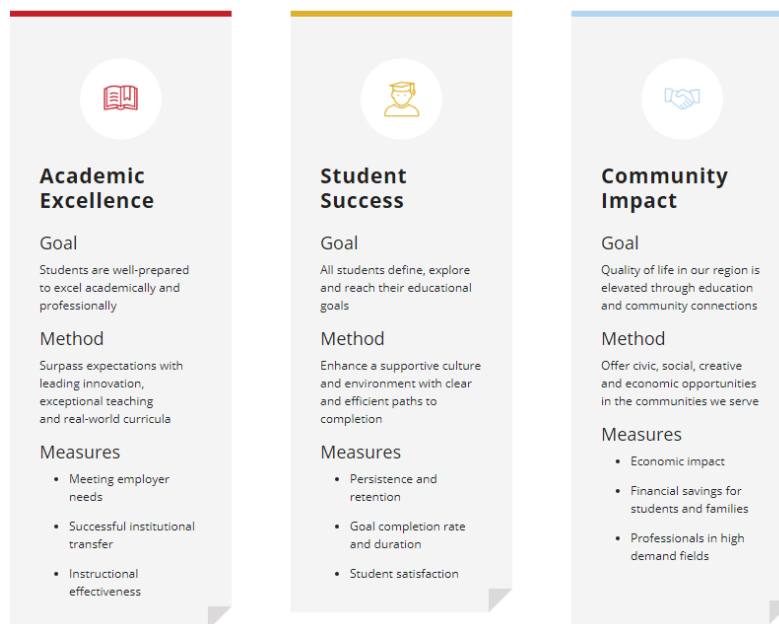 Academic
Excellence
Goal
Students are well-prepared
to excel academically and
professionally
Method
Surpass expectations with
leading innovation,
exceptional teaching
and real-world curricula
Measures
• Meeting employer
needs
• Successful institutional
transfer
• Instructional
effectiveness
Student
Success
Goal
All students define, explore
and reach their educational
goals
Method
Enhance a supportive culture
and environment with clear
and efficient paths to
completion
Measures
• Persistence and
retention
• Goal completion rate
and duration
• Student satisfaction
Community
Impact
Goal
Quality of life in our region is
elevated through education
and community connections
Method
Offer civic, social, creative
and economic opportunities
in the communities we serve
Measures
• Economic impact
• Financial savings for
students and families
• Professionals in high
demand fields